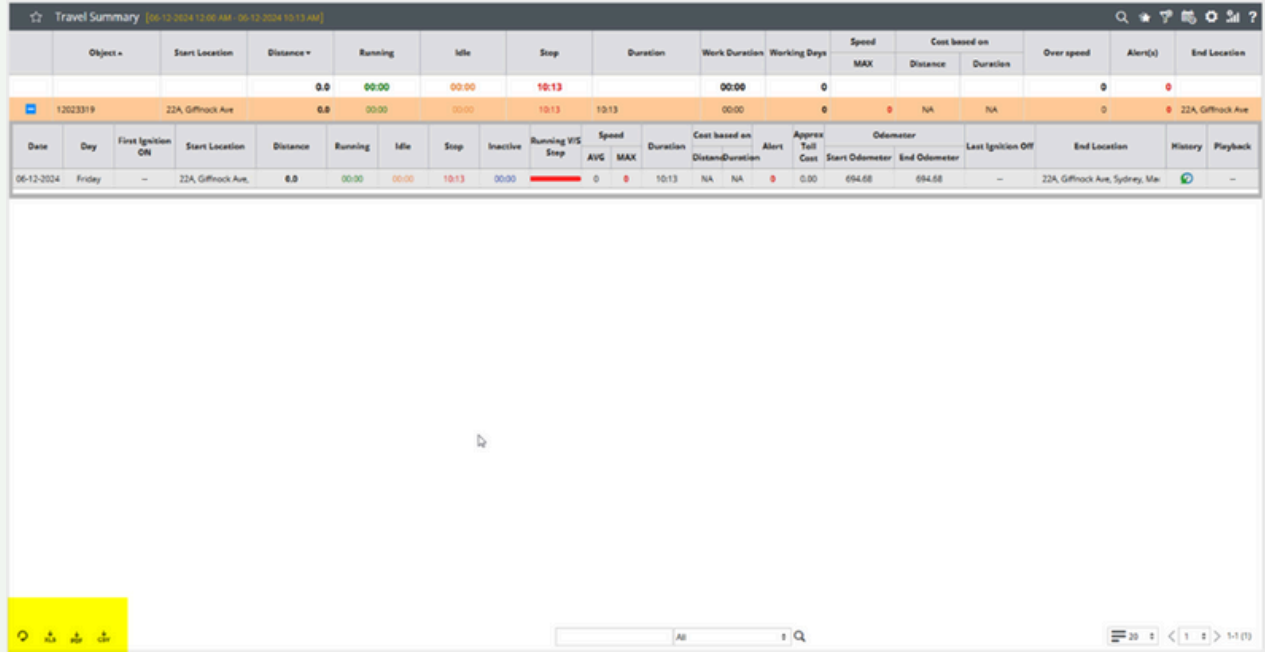 Travel Summary [06-12-2024 12:00 AM - 06-12-2024 10:13 AM]
?
Object Start Location Distance Running Idle Stop Duration Work Duration Working Days Speed Cost based on Over speed Alert(s) End Location
MAX Distance Duration
0.0 00:00 00:00 10:13 00:00 0 0 0
12023319 22A, Giffnock Ave 0.0 00:00 00:00 10:13 10:13 00:00 0 0 NA NA 0 0 22A, Giffnock Ave
Date Day First Ignition ON Start Location Distance Running Idle Stop Inactive Running V/S Stop Speed Duration Cost based on Alert Approx Toll Cost Odometer Last Ignition Off End Location History Playback
AVG MAX Distan Duration Start Odometer End Odometer
06-12-2024 Friday -- 22A, Giffnock Ave, 0.0 00:00 00:00 10:13 00:00 0 0 10:13 NA NA 0 0.00 694.68 694.68 -- 22A, Giffnock Ave, Sydney, Mac --
XLS PDF CSV All 20 1 1-1 (1)